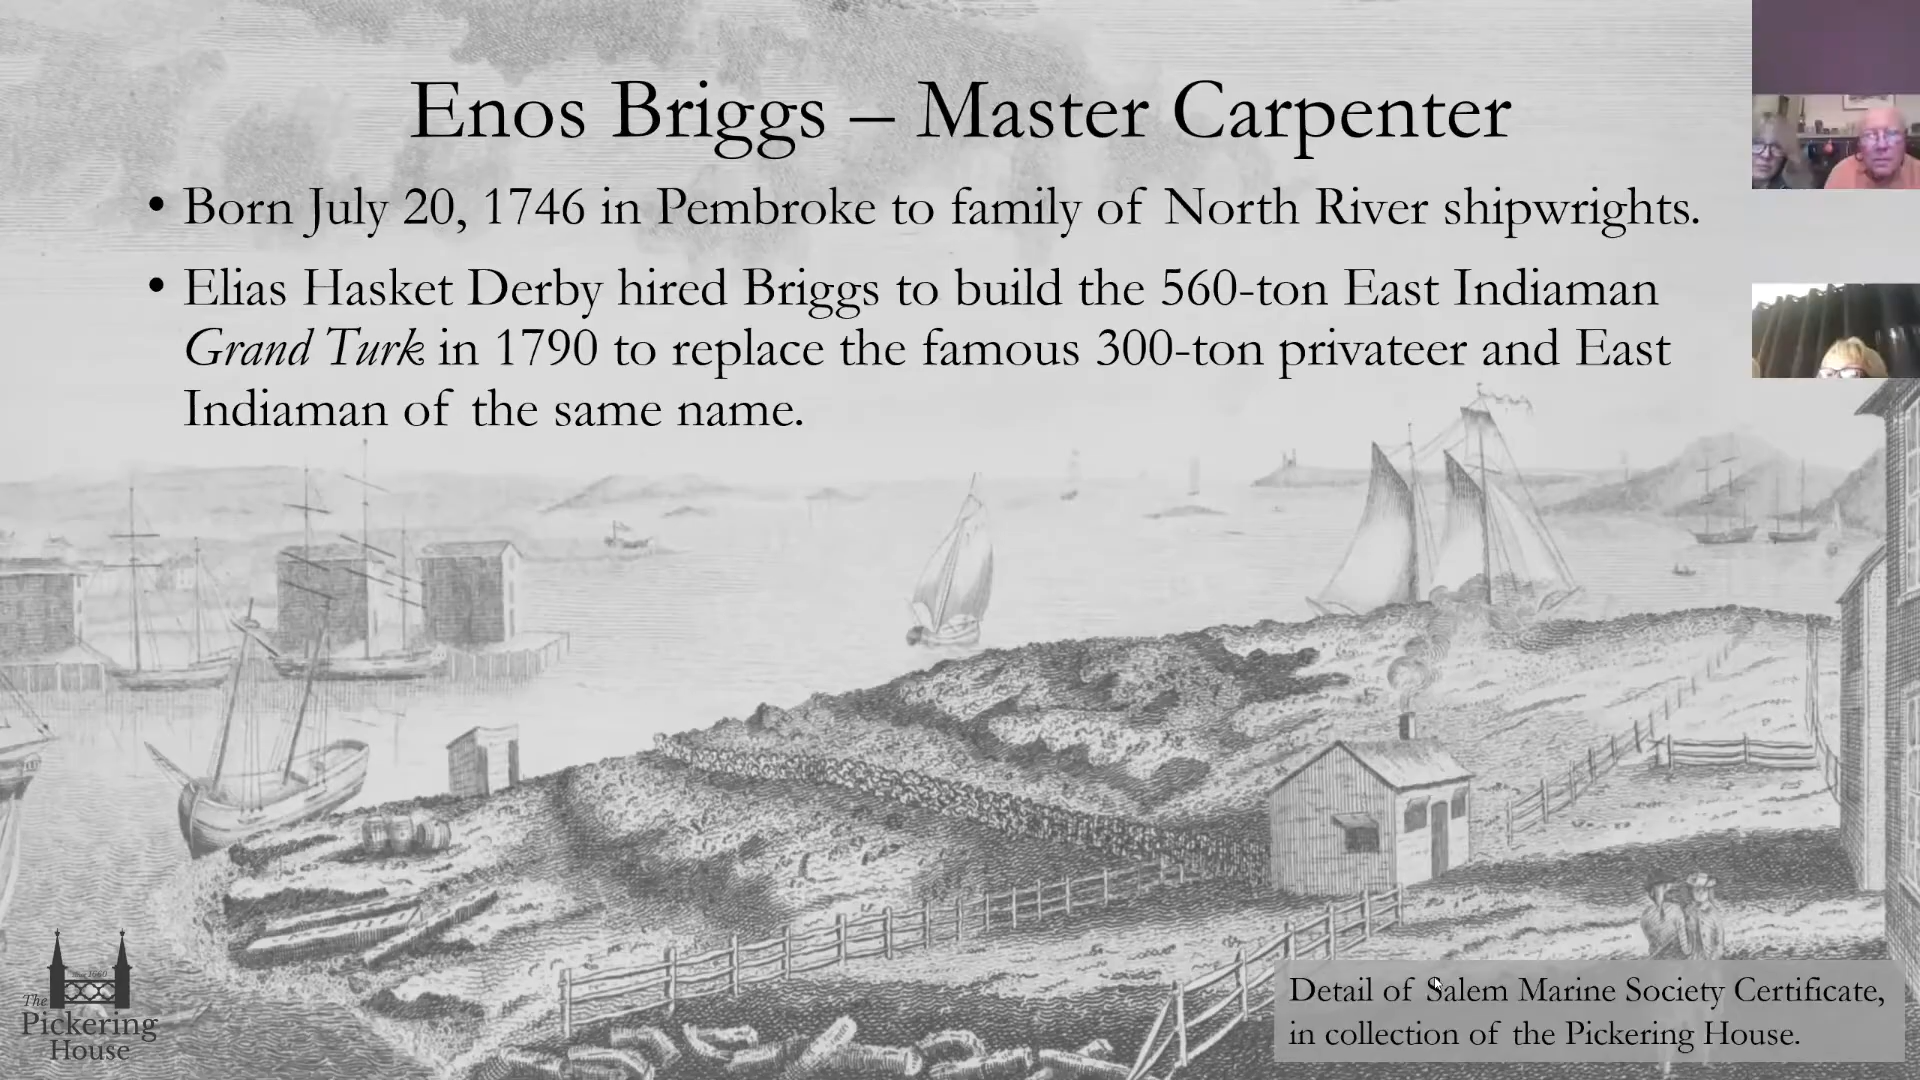 Enos Briggs – Master Carpenter
• Born July 20, 1746 in Pembroke to family of North River shipwrights.
• Elias Hasket Derby hired Briggs to build the 560-ton East Indiaman
Grand Turk in 1790 to replace the famous 300-ton privateer and East
Indiaman of the same name.
Detail of Salem Marine Society Certificate,
in collection of the Pickering House.
The
Pickering
House